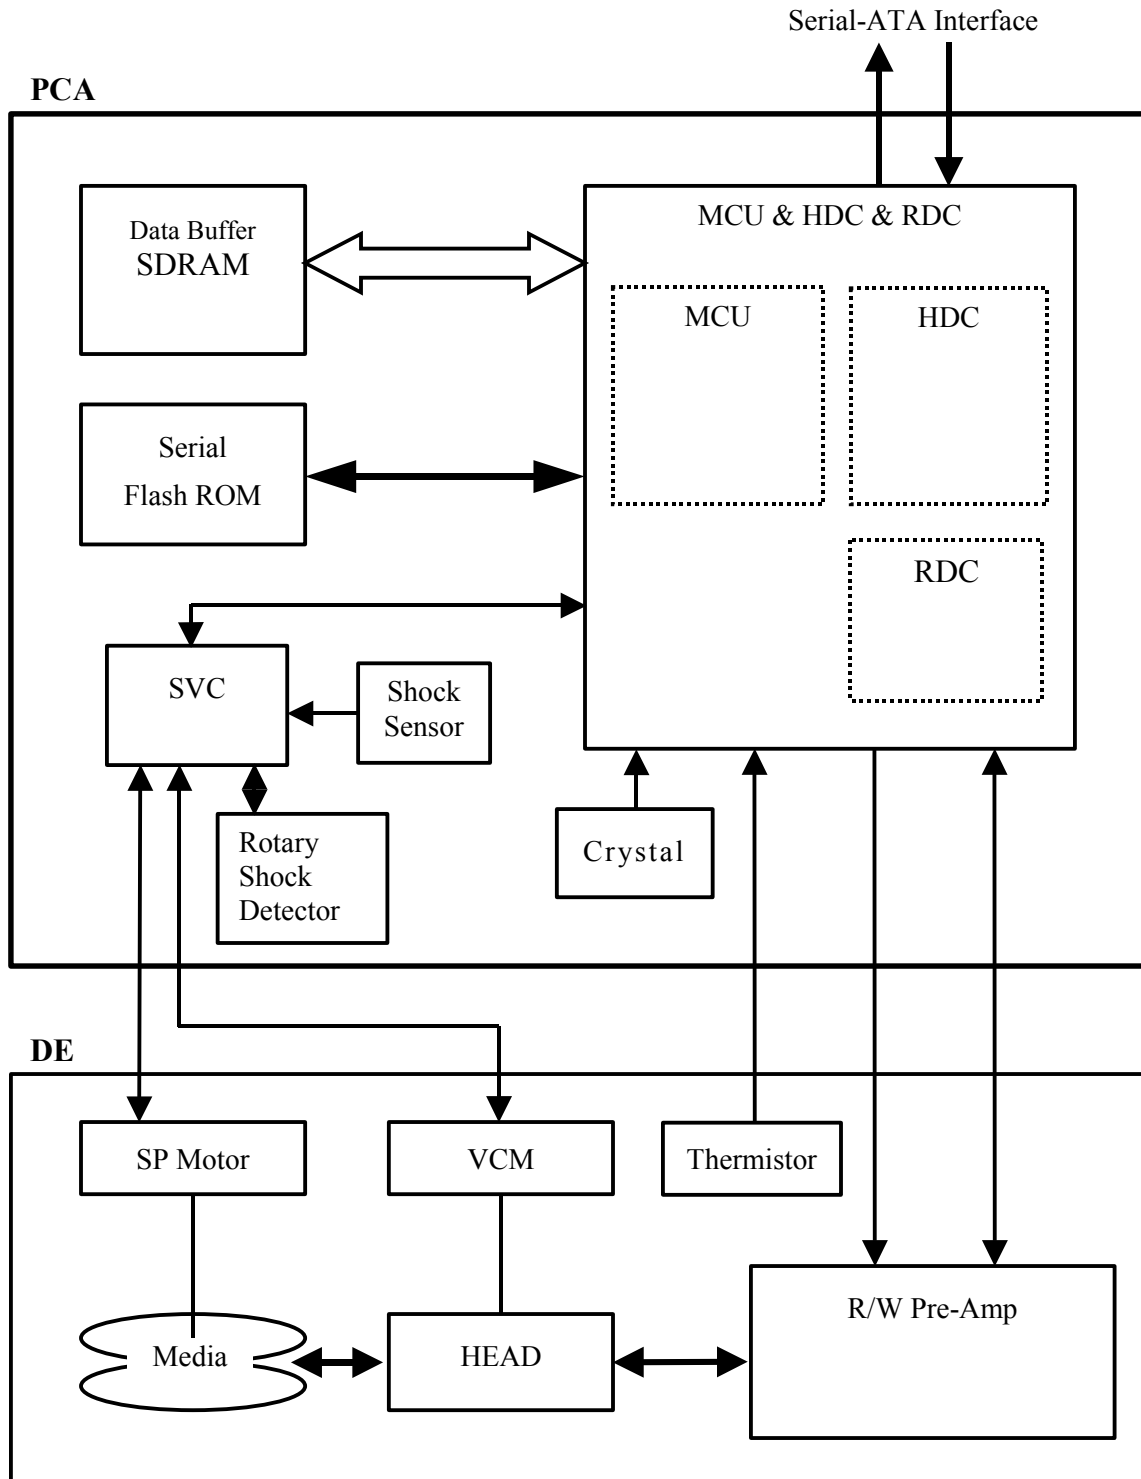 Serial-ATA Interface
PCA
Data Buffer
SDRAM
MCU & HDC & RDC
MCU
HDC
Serial
Flash ROM
RDC
SVC
Shock
Sensor
Rotary
Shock
Detector
Crystal
DE
SP Motor
VCM
Thermistor
Media
HEAD
R/W Pre-Amp